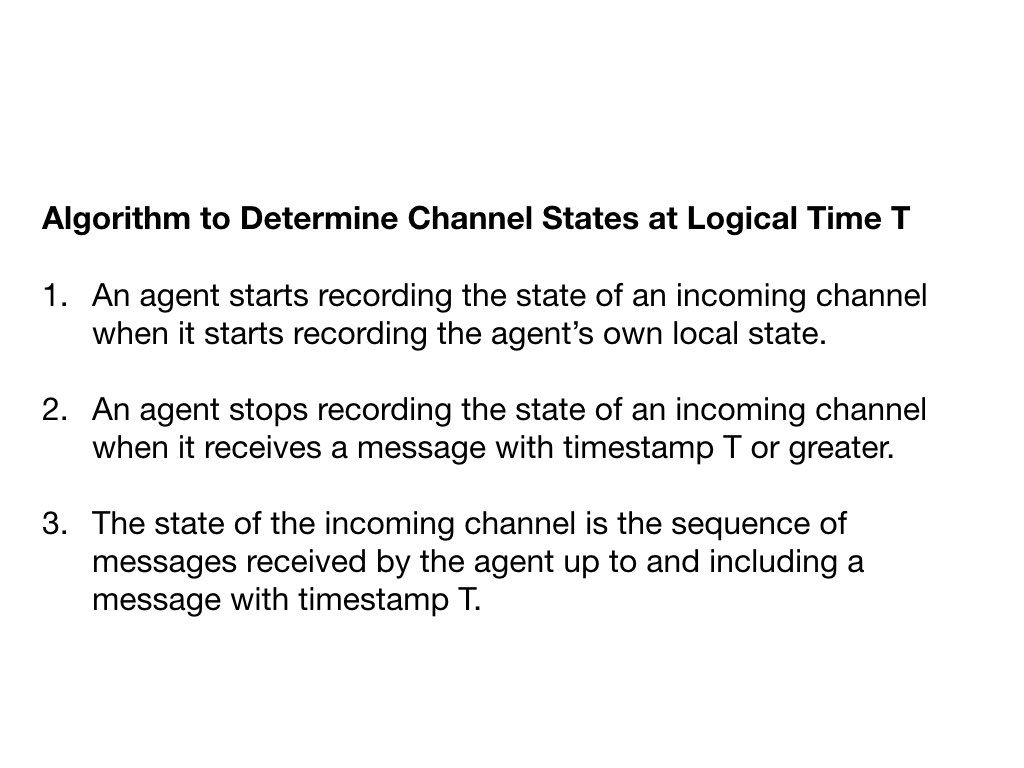 Algorithm to Determine Channel States at Logical Time T
1. An agent starts recording the state of an incoming channel
when it starts recording the agent’s own local state.
2. An agent stops recording the state of an incoming channel
when it receives a message with timestamp T or greater.
3. The state of the incoming channel is the sequence of
messages received by the agent up to and including a
message with timestamp T.